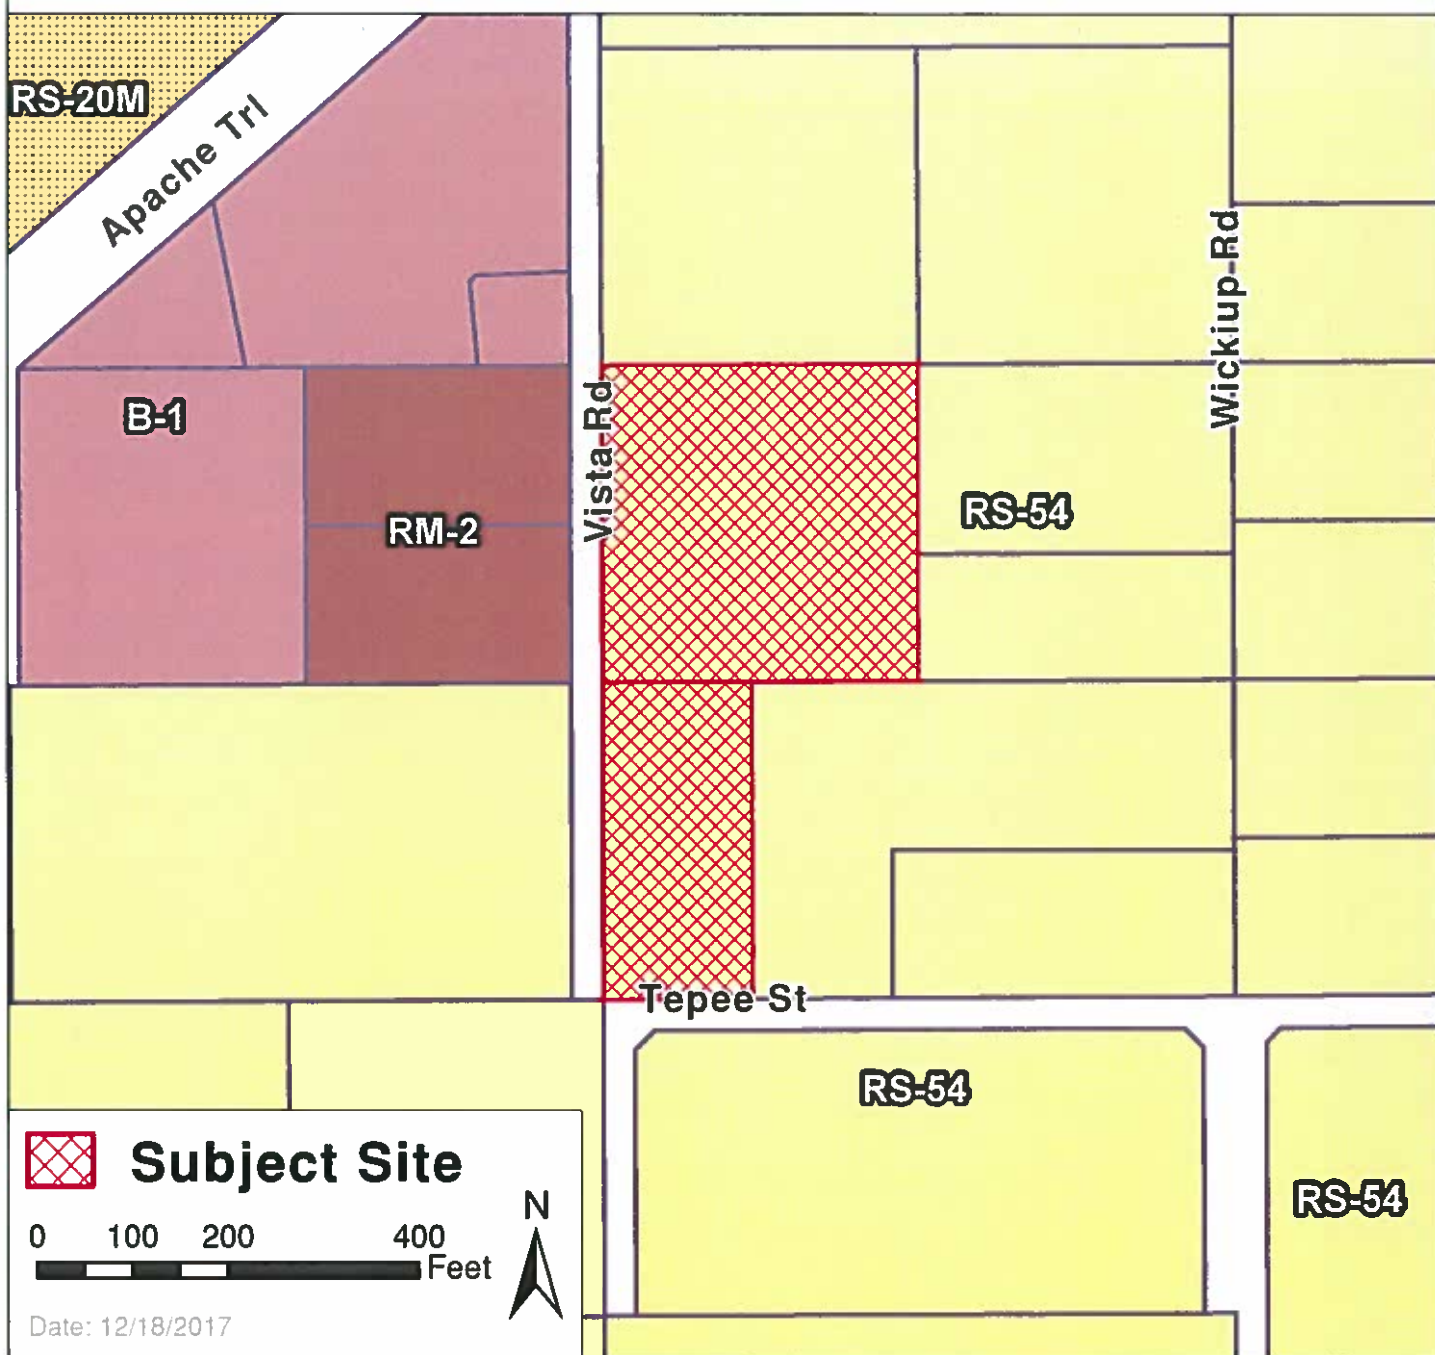 RS-20M
Apache Trl
B-1
RM-2
Vista Rd
RS-54
Wickiup Rd
Tepee St
RS-54
RS-54
Subject Site
N
0 100 200 400
Feet
Date: 12/18/2017